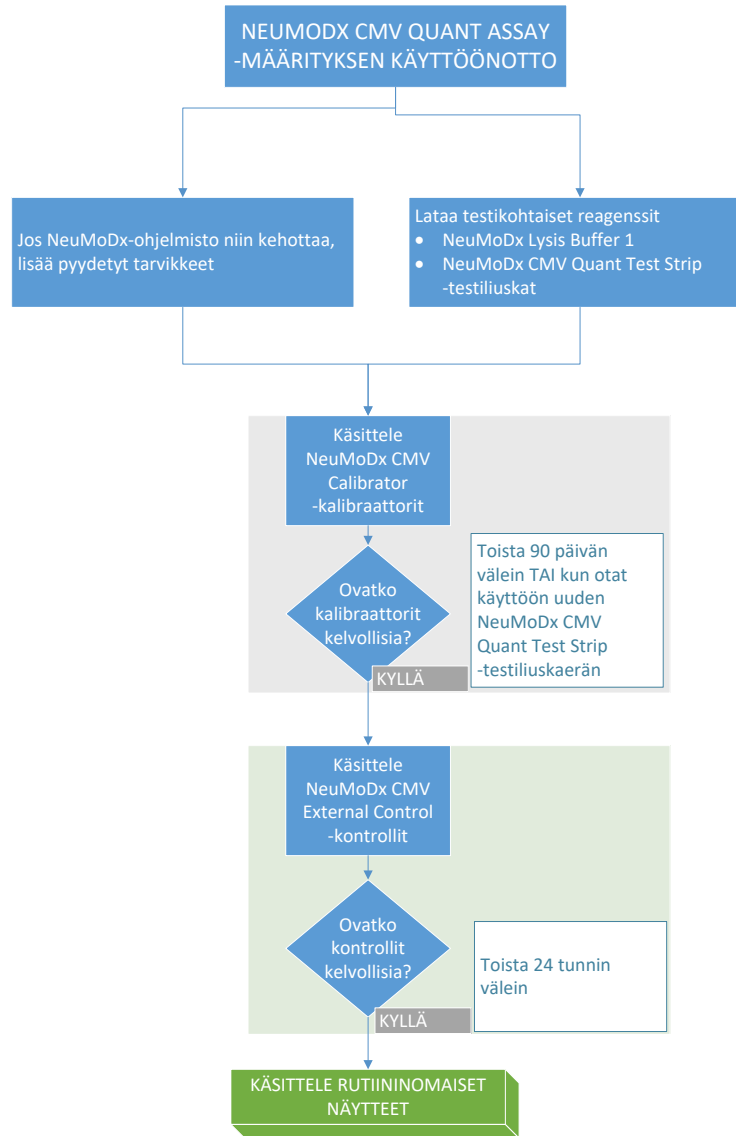 NEUMODX CMV QUANT ASSAY
-MÄÄRITYKSEN KÄYTTÖÖNOTTO
Jos NeuMoDx-ohjelmisto niin kehottaa,
lisää pyydetyt tarvikkeet
Lataa testikohtaiset reagenssit
• NeuMoDx Lysis Buffer 1
• NeuMoDx CMV Quant Test Strip
-testiliuskat
Käsittele
NeuMoDx CMV
Calibrator
-kalibraattorit
Ovatko
kalibraattorit
kelvollisia?
KYLLÄ
Toista 90 päivän
välein TAI kun otat
käyttöön uuden
NeuMoDx CMV
Quant Test Strip
-testiliuskaerän
Käsittele
NeuMoDx CMV
External Control
-kontrollit
Ovatko
kontrollit
kelvollisia?
KYLLÄ
Toista 24 tunnin
välein
KÄSITTELE RUTIININOMAISET
NÄYTTEET